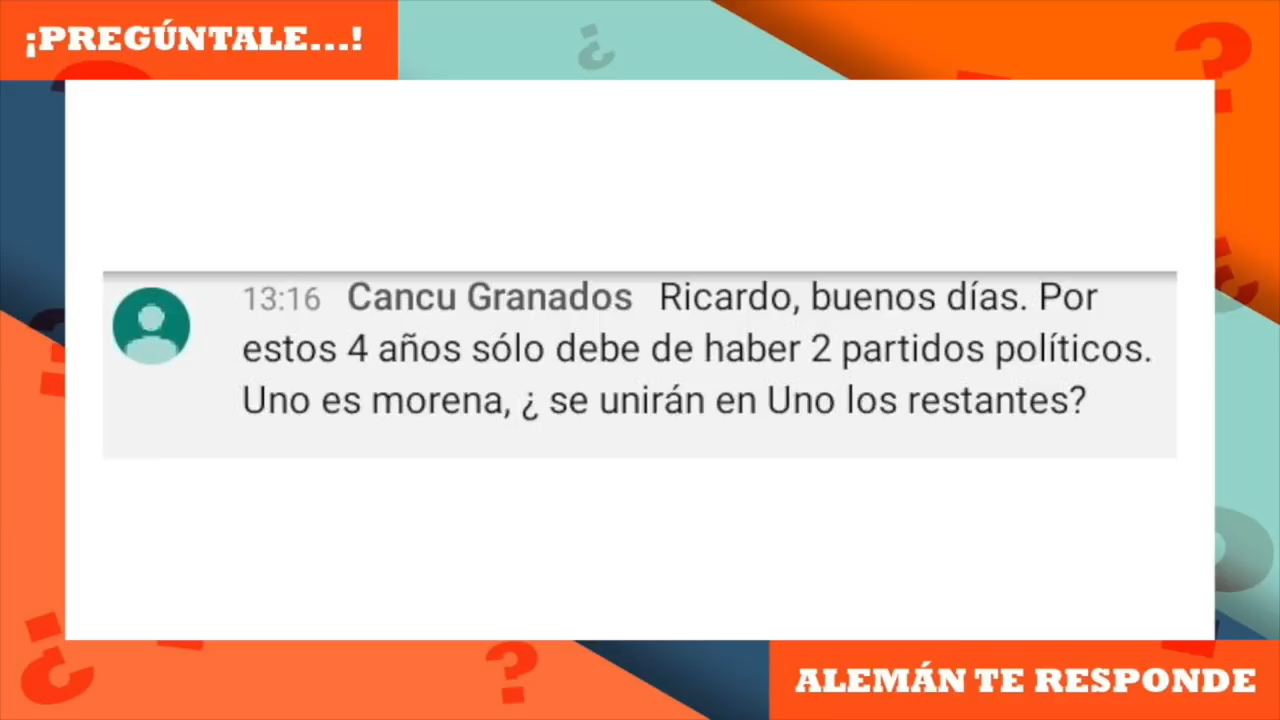 ¡PREGÚNTALE...!
13:16 Cancu Granados Ricardo, buenos días. Por
estos 4 años sólo debe de haber 2 partidos políticos.
Uno es morena, ¿ se unirán en Uno los restantes?
ALEMÁN TE RESPONDE